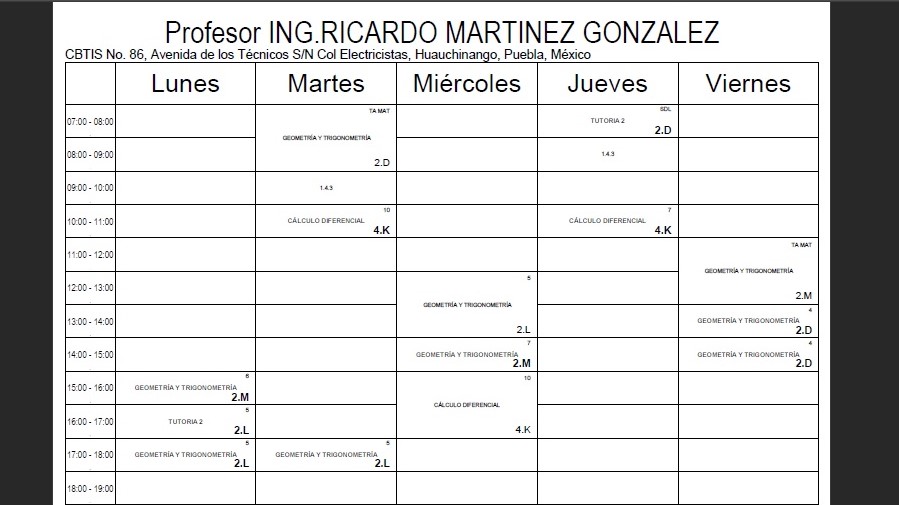 Profesor ING.RICARDO MARTINEZ GONZALEZ
CBTIS No. 86, Avenida de los Técnicos S/N Col Electricistas, Huauchinango, Puebla, México
Lunes Martes Miércoles Jueves Viernes
07:00 - 08:00
TA MAT
GEOMETRÍA Y TRIGONOMETRÍA
2.D
SDL
TUTORIA 2
2.D
08:00 - 09:00
1.4.3
09:00 - 10:00
1.4.3
10:00 - 11:00
10
CÁLCULO DIFERENCIAL
4.K
7
CÁLCULO DIFERENCIAL
4.K
11:00 - 12:00
TA MAT
GEOMETRÍA Y TRIGONOMETRÍA
2.M
12:00 - 13:00
5
GEOMETRÍA Y TRIGONOMETRÍA
2.L
13:00 - 14:00
4
GEOMETRÍA Y TRIGONOMETRÍA
2.D
14:00 - 15:00
7
GEOMETRÍA Y TRIGONOMETRÍA
2.M
4
GEOMETRÍA Y TRIGONOMETRÍA
2.D
15:00 - 16:00
6
GEOMETRÍA Y TRIGONOMETRÍA
2.M
10
CÁLCULO DIFERENCIAL
4.K
16:00 - 17:00
5
TUTORIA 2
2.L
17:00 - 18:00
5
GEOMETRÍA Y TRIGONOMETRÍA
2.L
5
GEOMETRÍA Y TRIGONOMETRÍA
2.L
18:00 - 19:00